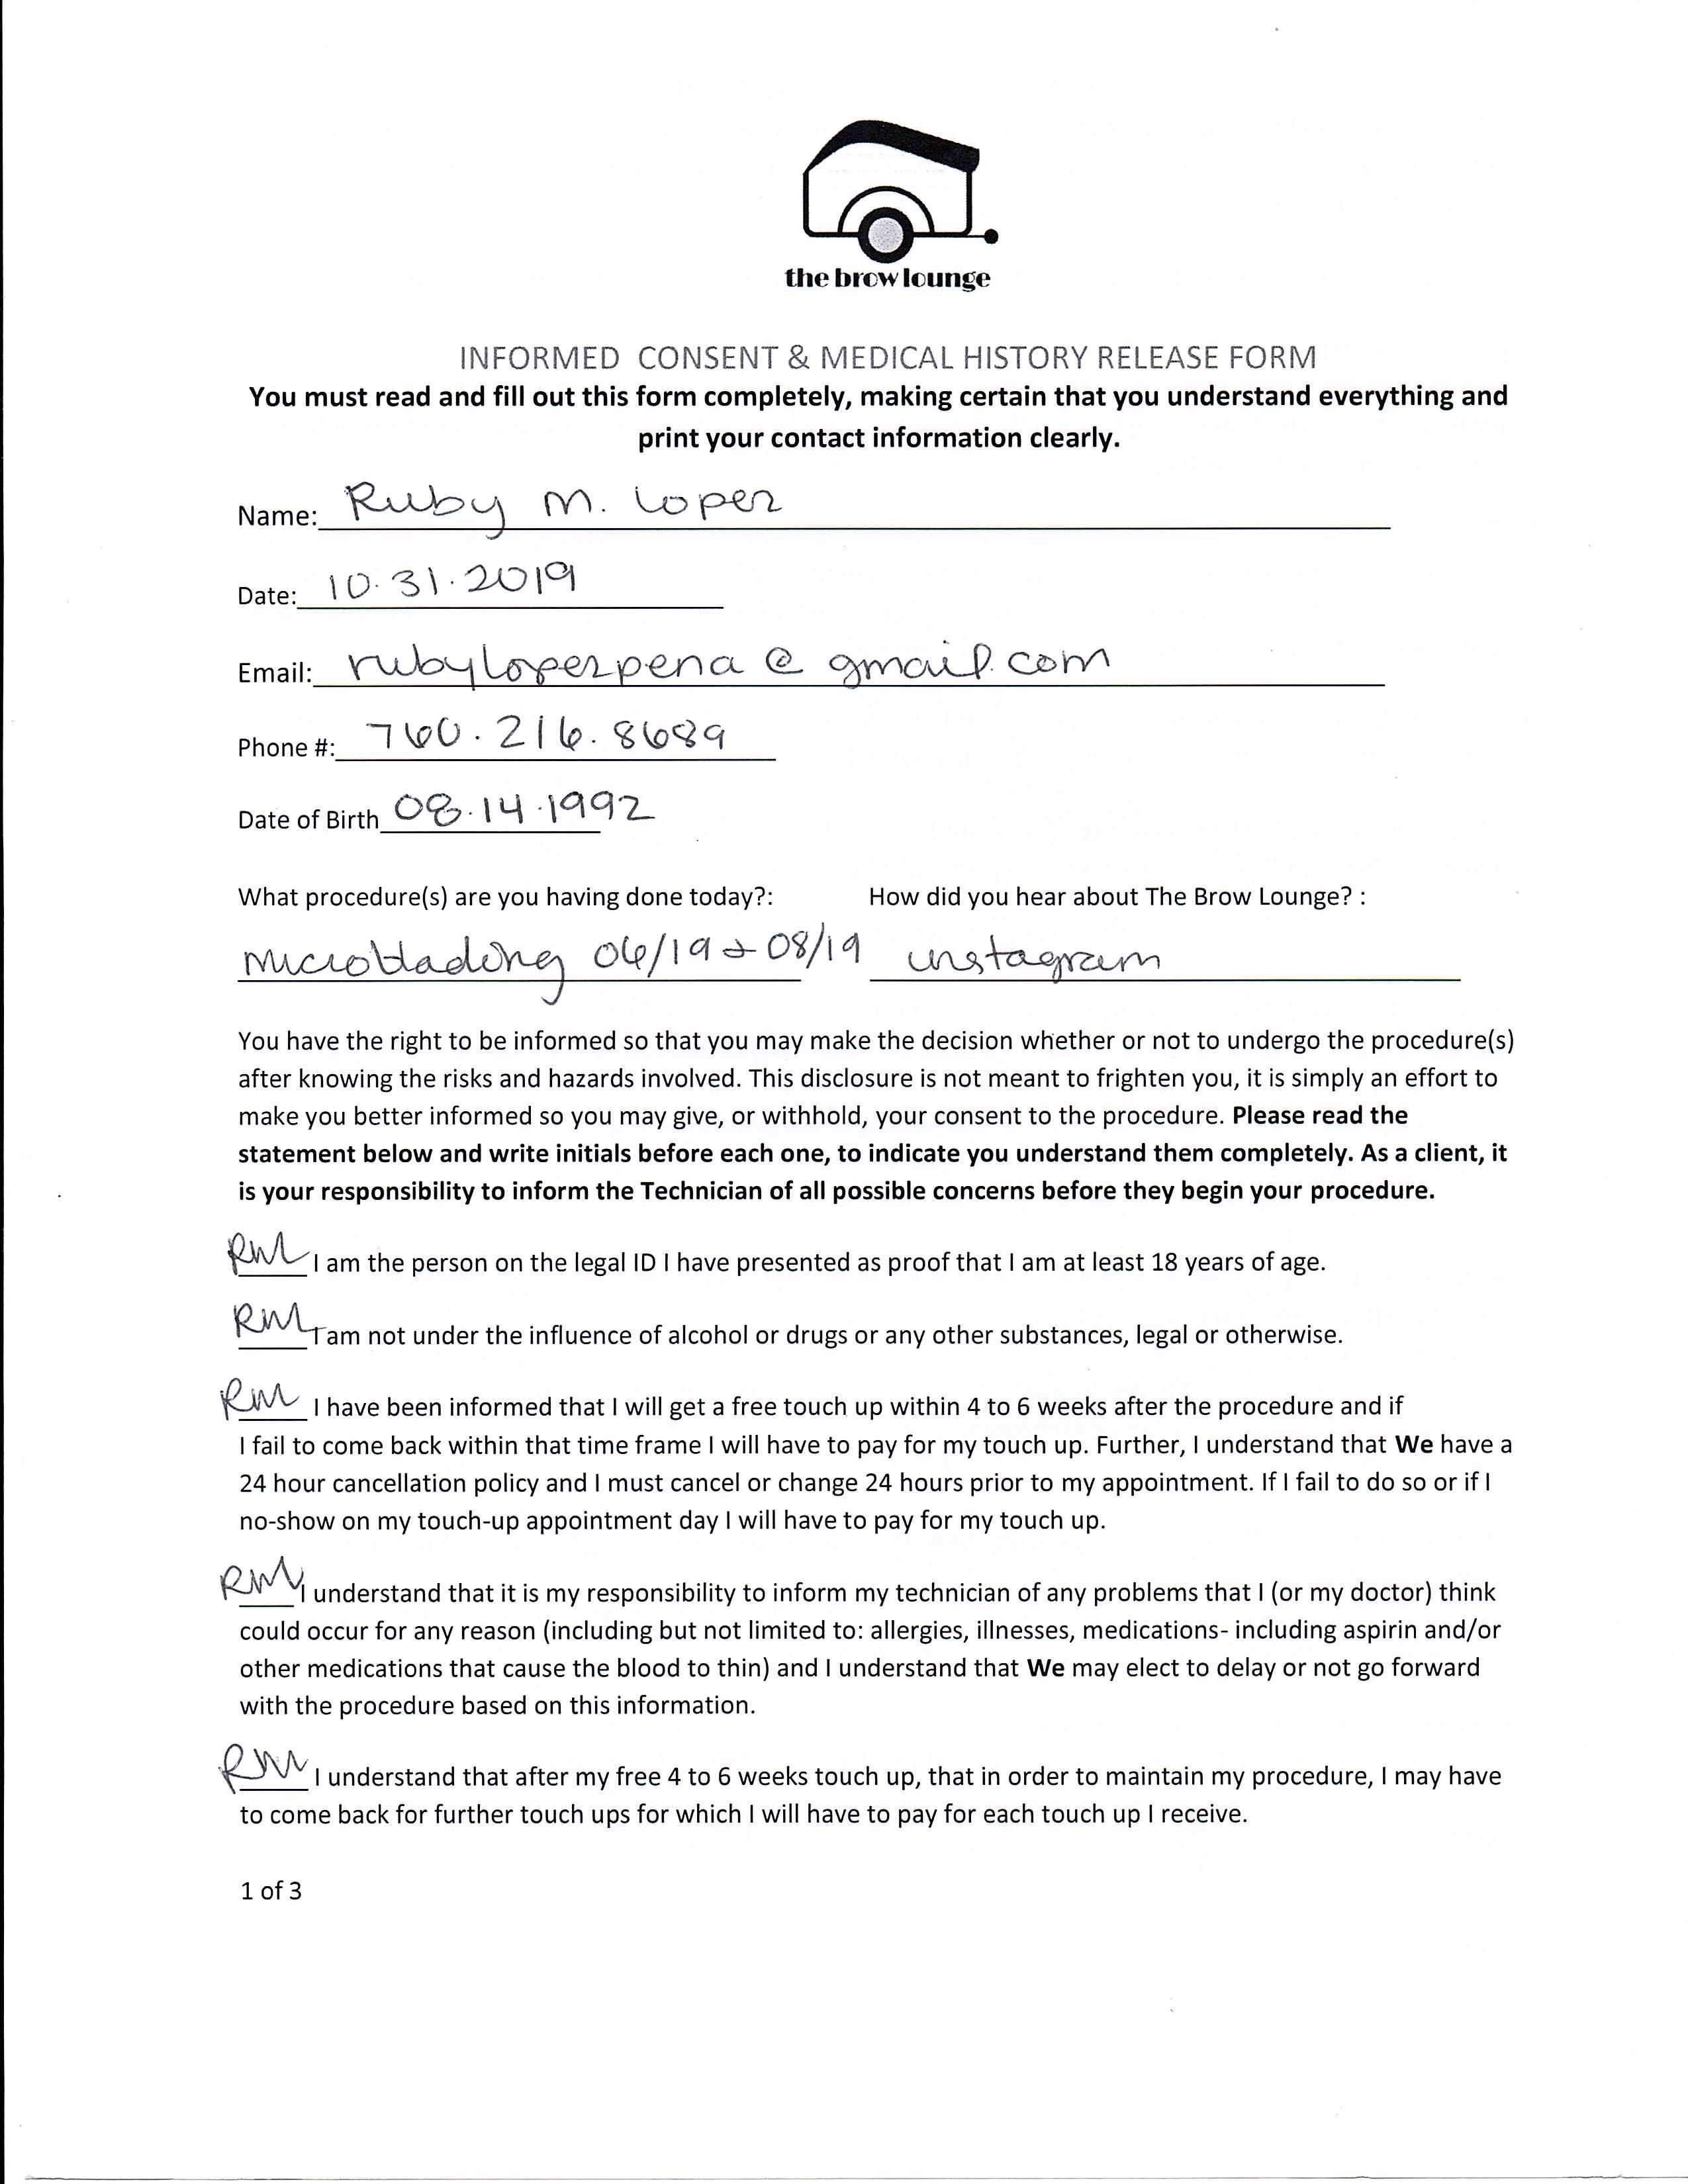 the brow lounge
INFORMED CONSENT & MEDICAL HISTORY RELEASE FORM
You must read and fill out this form completely, making certain that you understand everything and
print your contact information clearly.
Name: Ruby M. Lopez
Date: 10.31.2019
Email: rubylopezpena@gmail.com
Phone #: 760.216.8689
Date of Birth 08.14.1992
What procedure(s) are you having done today?: How did you hear about The Brow Lounge? :
Microblading 06/19 + 08/19 instagram
You have the right to be informed so that you may make the decision whether or not to undergo the procedure(s)
after knowing the risks and hazards involved. This disclosure is not meant to frighten you, it is simply an effort to
make you better informed so you may give, or withhold, your consent to the procedure. Please read the
statement below and write initials before each one, to indicate you understand them completely. As a client, it
is your responsibility to inform the Technician of all possible concerns before they begin your procedure.
RML I am the person on the legal ID I have presented as proof that I am at least 18 years of age.
RML I am not under the influence of alcohol or drugs or any other substances, legal or otherwise.
RML I have been informed that I will get a free touch up within 4 to 6 weeks after the procedure and if
I fail to come back within that time frame I will have to pay for my touch up. Further, I understand that We have a
24 hour cancellation policy and I must cancel or change 24 hours prior to my appointment. If I fail to do so or if I
no-show on my touch-up appointment day I will have to pay for my touch up.
RML I understand that it is my responsibility to inform my technician of any problems that I (or my doctor) think
could occur for any reason (including but not limited to: allergies, illnesses, medications- including aspirin and/or
other medications that cause the blood to thin) and I understand that We may elect to delay or not go forward
with the procedure based on this information.
RML I understand that after my free 4 to 6 weeks touch up, that in order to maintain my procedure, I may have
to come back for further touch ups for which I will have to pay for each touch up I receive.
1 of 3